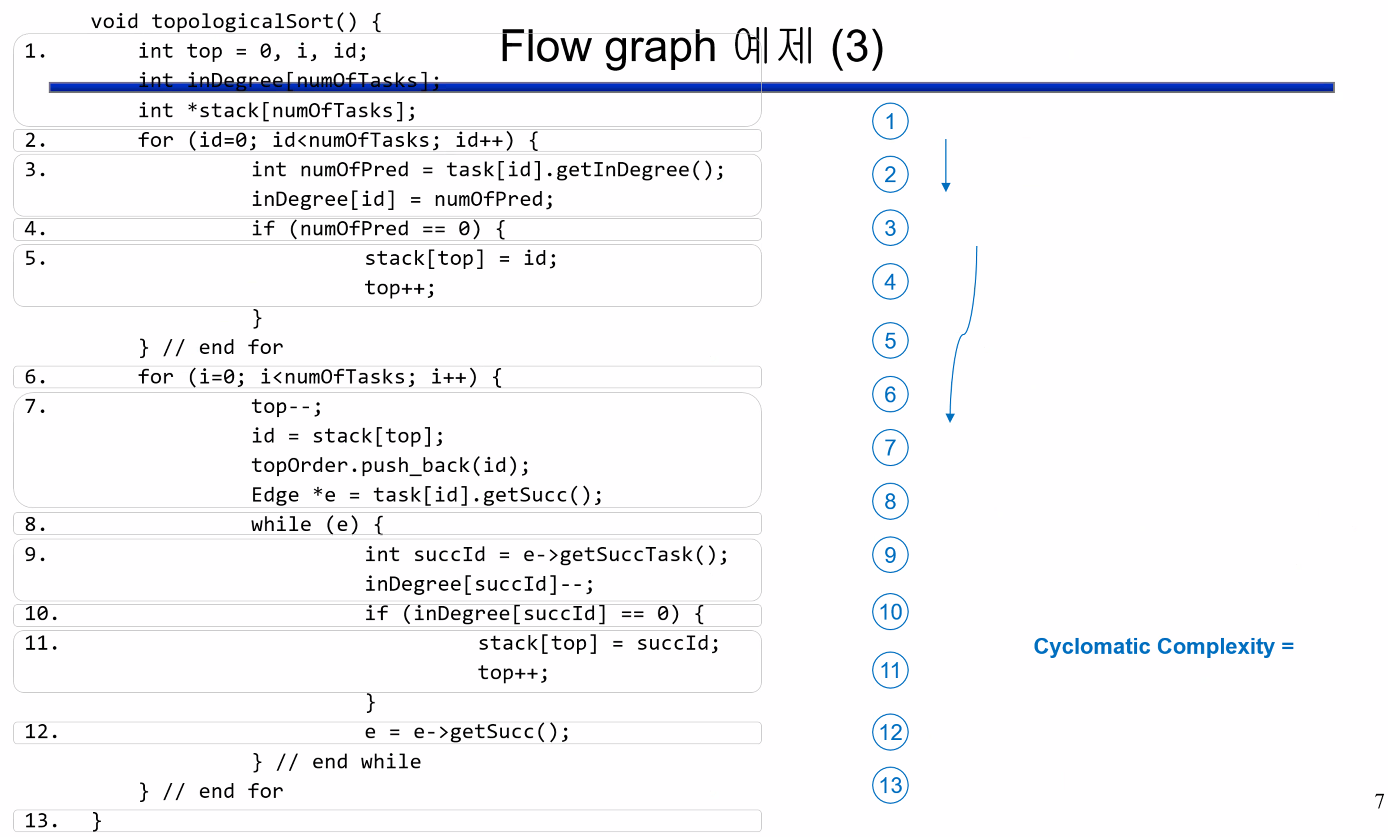 Flow graph 예제 (3)
void topologicalSort() {
1. int top = 0, i, id;
int inDegree[numOfTasks];
int *stack[numOfTasks];
2. for (id=0; id<numOfTasks; id++) {
3. int numOfPred = task[id].getInDegree();
inDegree[id] = numOfPred;
4. if (numOfPred == 0) {
5. stack[top] = id;
top++;
}
} // end for
6. for (i=0; i<numOfTasks; i++) {
7. top--;
id = stack[top];
topOrder.push_back(id);
Edge *e = task[id].getSucc();
8. while (e) {
9. int succId = e->getSuccTask();
inDegree[succId]--;
10. if (inDegree[succId] == 0) {
11. stack[top] = succId;
top++;
}
12. e = e->getSucc();
} // end while
} // end for
13. }
1
2
3
4
5
6
7
8
9
10
11
12
13
Cyclomatic Complexity =
7